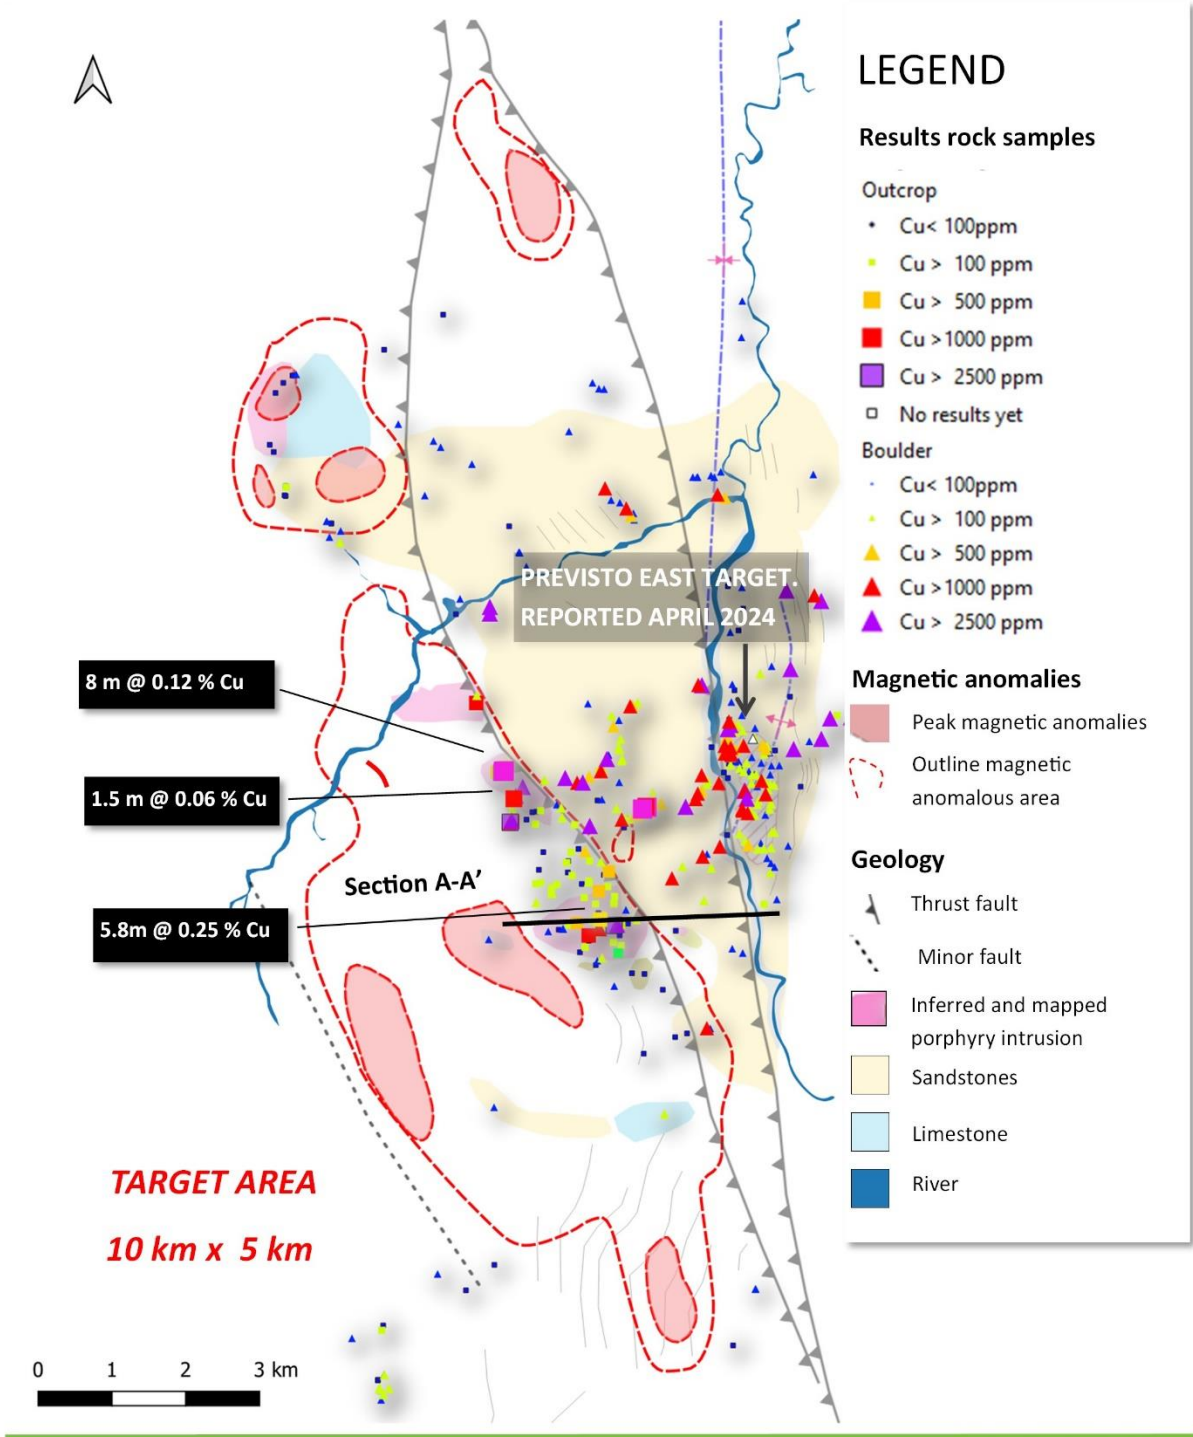 LEGEND
Results rock samples
Outcrop
Cu< 100ppm
Cu > 100 ppm
Cu > 500 ppm
Cu >1000 ppm
Cu > 2500 ppm
No results yet
Boulder
Cu< 100ppm
Cu > 100 ppm
Cu > 500 ppm
Cu >1000 ppm
Cu > 2500 ppm
Magnetic anomalies
Peak magnetic anomalies
Outline magnetic
anomalous area
Geology
Thrust fault
Minor fault
Inferred and mapped
porphyry intrusion
Sandstones
Limestone
River
PREVISTO EAST TARGET.
REPORTED APRIL 2024
8 m @ 0.12 % Cu
1.5 m @ 0.06 % Cu
Section A-A’
5.8m @ 0.25 % Cu
TARGET AREA
10 km x 5 km
0 1 2 3 km